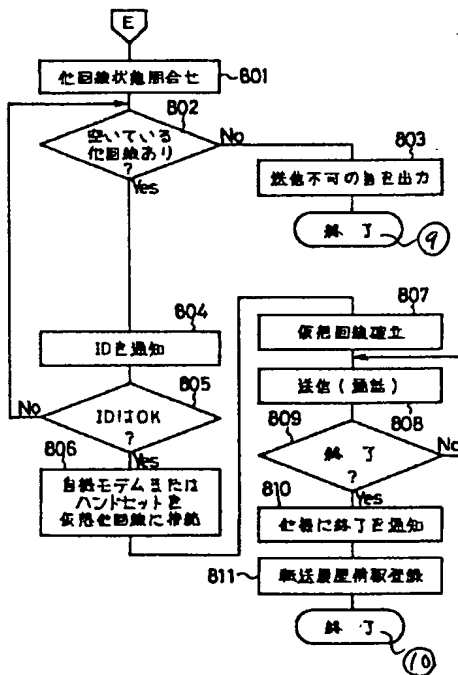 E
他回線状態問合せ
801
802
空いている
他回線あり
?
No
Yes
803
送信不可の旨を出力
終了
⑨
804
IDを通知
805
IDはOK
?
No
Yes
806
自機モデムまたは
ハンドセットを
仮想他回線に接続
807
仮想回線確立
送信(通話)
808
809
終了
?
No
Yes
810
他機に終了を通知
811
転送履歴情報登録
終了
⑩